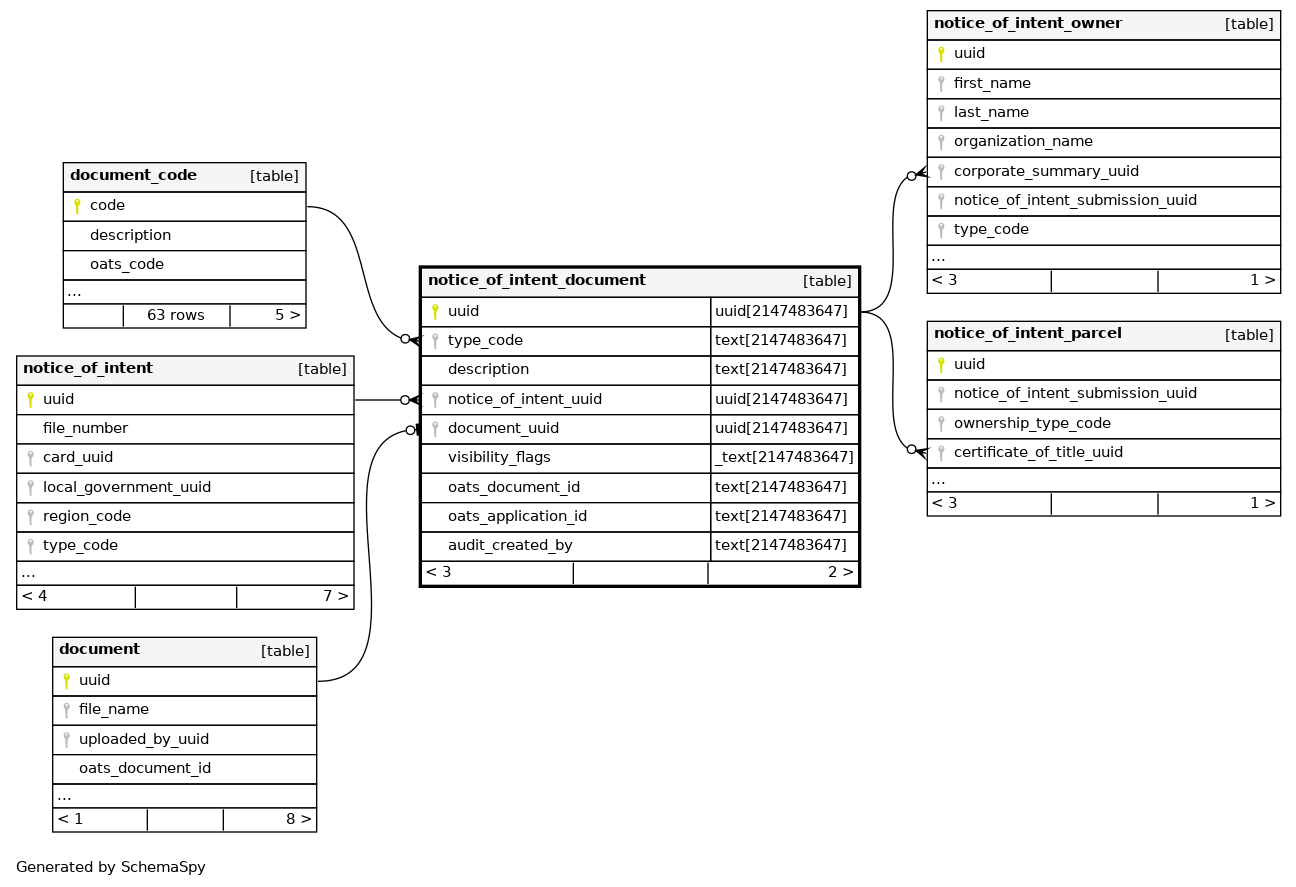 notice_of_intent_owner [table]
uuid
first_name
last_name
organization_name
corporate_summary_uuid
notice_of_intent_submission_uuid
type_code
...
< 3 1 >
document_code [table]
code
description
oats_code
...
63 rows 5 >
notice_of_intent_document [table]
uuid uuid[2147483647]
type_code text[2147483647]
description text[2147483647]
notice_of_intent_uuid uuid[2147483647]
document_uuid uuid[2147483647]
visibility_flags _text[2147483647]
oats_document_id text[2147483647]
oats_application_id text[2147483647]
audit_created_by text[2147483647]
< 3 2 >
notice_of_intent_parcel [table]
uuid
notice_of_intent_submission_uuid
ownership_type_code
certificate_of_title_uuid
...
< 3 1 >
notice_of_intent [table]
uuid
file_number
card_uuid
local_government_uuid
region_code
type_code
...
< 4 7 >
document [table]
uuid
file_name
uploaded_by_uuid
oats_document_id
...
< 1 8 >
Generated by SchemaSpy